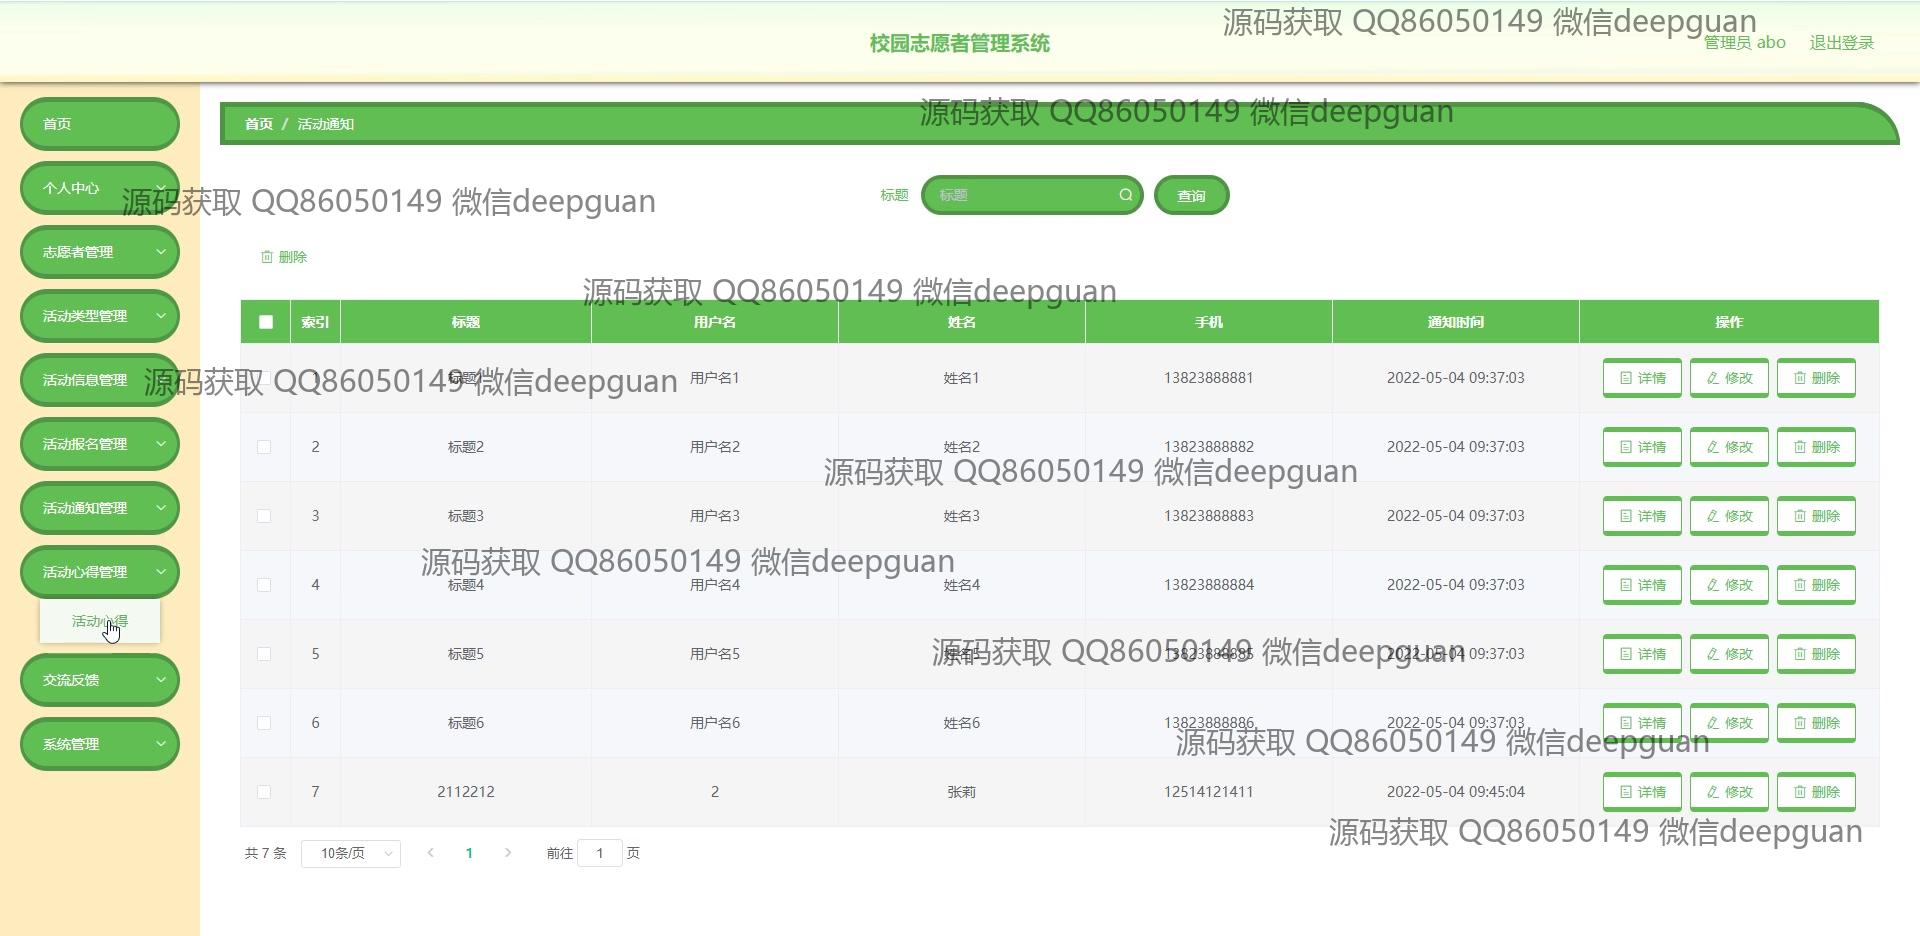 源码获取 QQ86050149 微信deepguan
校园志愿者管理系统
管理员 abo 退出登录
首页
个人中心
志愿者管理
活动类型管理
活动信息管理
活动报名管理
活动通知管理
活动心得管理
活动心得
交流反馈
系统管理
源码获取 QQ86050149 微信deepguan
首页 / 活动通知
源码获取 QQ86050149 微信deepguan
标题 标题 查询
删除
源码获取 QQ86050149 微信deepguan
索引 标题 用户名 姓名 手机 通知时间 操作
1 标题1 用户名1 姓名1 13823888881 2022-05-04 09:37:03 详情 修改 删除
源码获取 QQ86050149 微信deepguan
2 标题2 用户名2 姓名2 13823888882 2022-05-04 09:37:03 详情 修改 删除
源码获取 QQ86050149 微信deepguan
3 标题3 用户名3 姓名3 13823888883 2022-05-04 09:37:03 详情 修改 删除
源码获取 QQ86050149 微信deepguan
4 标题4 用户名4 姓名4 13823888884 2022-05-04 09:37:03 详情 修改 删除
5 标题5 用户名5 姓名5 13823888885 2022-05-04 09:37:03 详情 修改 删除
源码获取 QQ86050149 微信deepguan
6 标题6 用户名6 姓名6 13823888886 2022-05-04 09:37:03 详情 修改 删除
源码获取 QQ86050149 微信deepguan
7 2112212 2 张莉 12514121411 2022-05-04 09:45:04 详情 修改 删除
源码获取 QQ86050149 微信deepguan
共 7 条 10条/页 1 前往 1 页